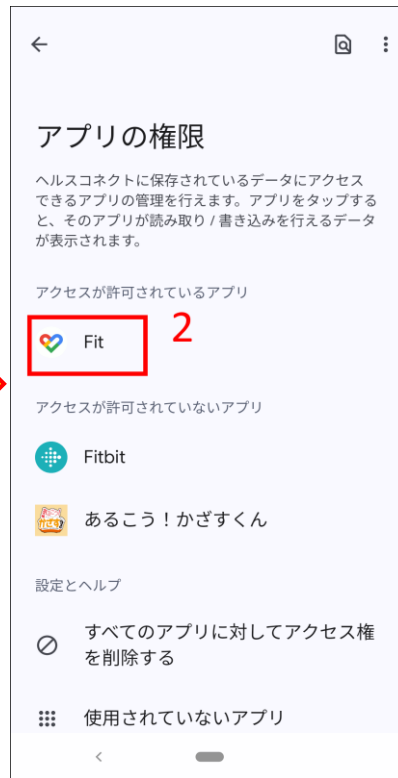 アプリの権限
ヘルスコネクトに保存されているデータにアクセス
できるアプリの管理を行えます。アプリをタップする
と、そのアプリが読み取り / 書き込みを行えるデータ
が表示されます。
アクセスが許可されているアプリ
Fit 2
アクセスが許可されていないアプリ
Fitbit
あるこう！かざすくん
設定とヘルプ
すべてのアプリに対してアクセス権
を削除する
使用されていないアプリ